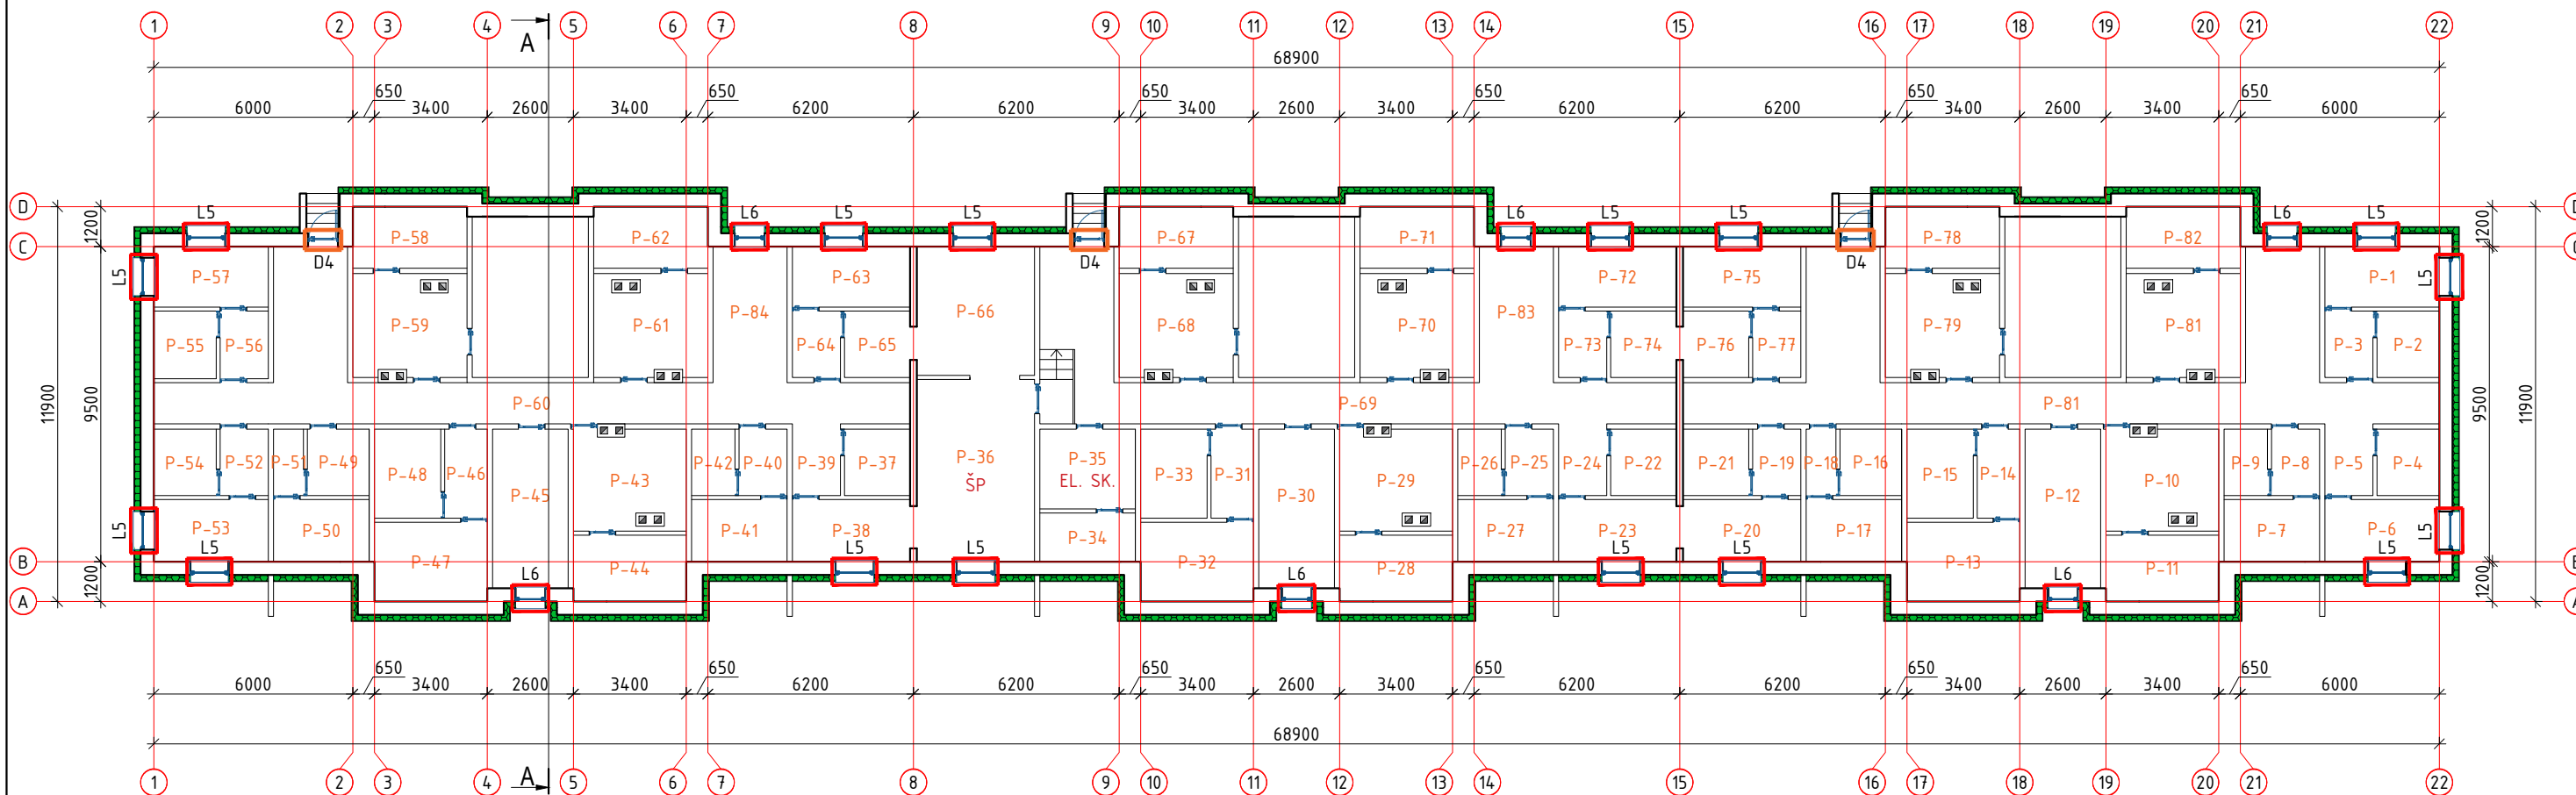 1 2 3 4 5 6 7 8 9 10 11 12 13 14 15 16 17 18 19 20 21 22
A
68900
650 650 650 650 650 650
6000 3400 2600 3400 6200 6200 3400 2600 3400 6200 6200 3400 2600 3400 6000
D D
L5 L6 L5 L5 L6 L5 L5 L6 L5
1200 1200
P-58 P-62 P-67 P-71 P-78 P-82
C C
D4 D4 D4
L5 P-57 P-63 P-72 P-75 P-1 L5
P-84 P-66 P-83
P-59 P-61 P-68 P-70 P-79 P-81
P-55 P-56 P-64 P-65 P-73 P-74 P-76 P-77 P-3 P-2
11900 9500 9500 11900
P-60 P-69 P-81
P-54 P-52 P-51 P-49 P-48 P-46 P-45 P-43 P-42 P-40 P-39 P-37 P-36 P-35 P-33 P-31 P-30 P-29 P-26 P-25 P-24 P-22 P-21 P-19 P-18 P-16 P-15 P-14 P-12 P-10 P-9 P-8 P-5 P-4
ŠP EL. SK.
L5 P-53 P-50 P-41 P-38 P-34 P-27 P-23 P-20 P-17 P-7 P-6 L5
L5 L5 L5 L5 L5 L5
P-47 P-44 P-32 P-28 P-13 P-11
B B
L6 L6 L6
1200 1200
A A
650 650 650 650 650 650
6000 3400 2600 3400 6200 6200 3400 2600 3400 6200 6200 3400 2600 3400 6000
68900
A
1 2 3 4 5 6 7 8 9 10 11 12 13 14 15 16 17 18 19 20 21 22